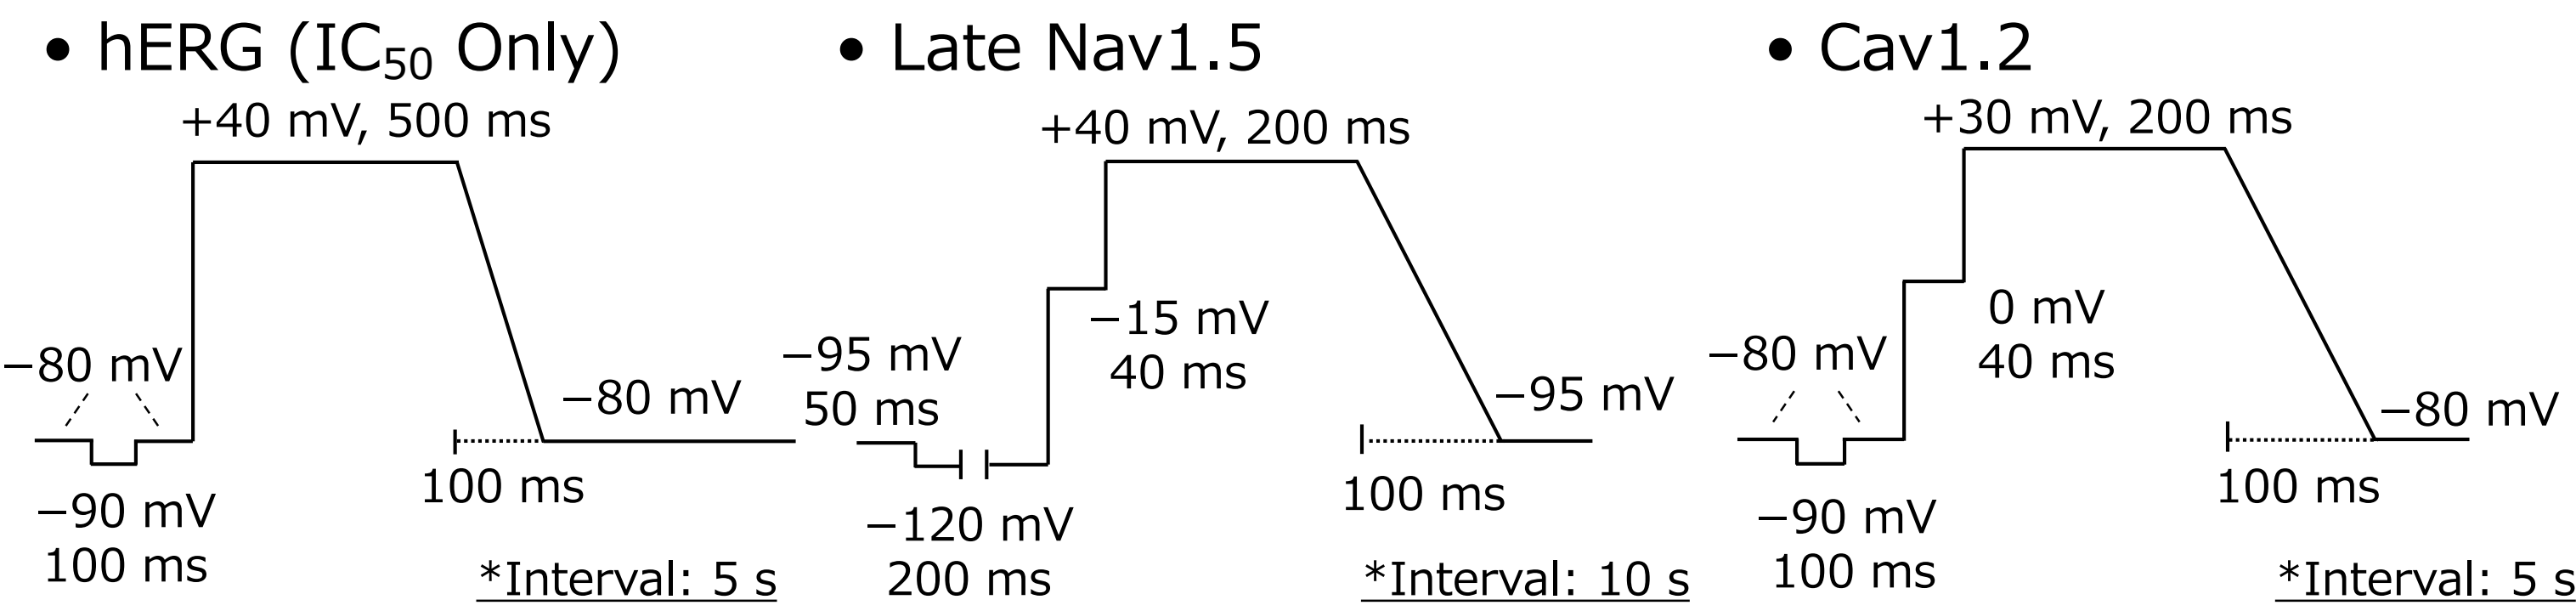 • hERG (IC50 Only)
+40 mV, 500 ms
−80 mV
−90 mV
100 ms
−80 mV
100 ms
*Interval: 5 s
• Late Nav1.5
+40 mV, 200 ms
−95 mV
50 ms
−120 mV
200 ms
−15 mV
40 ms
−95 mV
100 ms
*Interval: 10 s
• Cav1.2
+30 mV, 200 ms
−80 mV
−90 mV
100 ms
0 mV
40 ms
−80 mV
100 ms
*Interval: 5 s